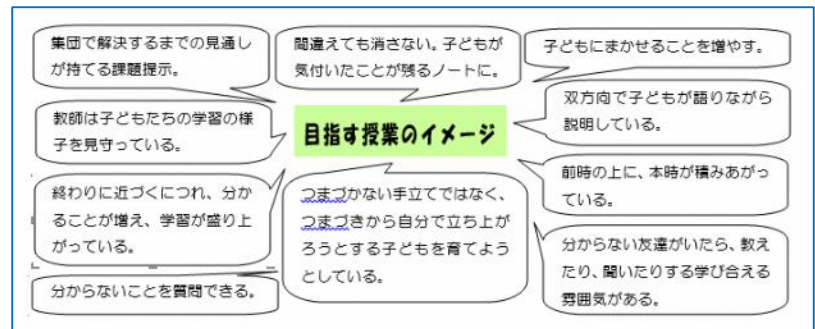 集団で解決するまでの見通し
が持てる課題提示。
間違えても消さない。子どもが
気付いたことが残るノートに。
子どもにまかせることを増やす。
教師は子どもたちの学習の様
子を見守っている。
目指す授業のイメージ
双方向で子どもが語りながら
説明している。
終わりに近づくにつれ、分か
ることが増え、学習が盛り上
がっている。
つまづかない手立てではなく、
つまづきから自分で立ち上が
ろうとする子どもを育てよう
としている。
前時の上に、本時が積みあがっ
ている。
分からないことを質問できる。
分からない友達がいたら、教え
たり、聞いたりする学び合える
雰囲気がある。